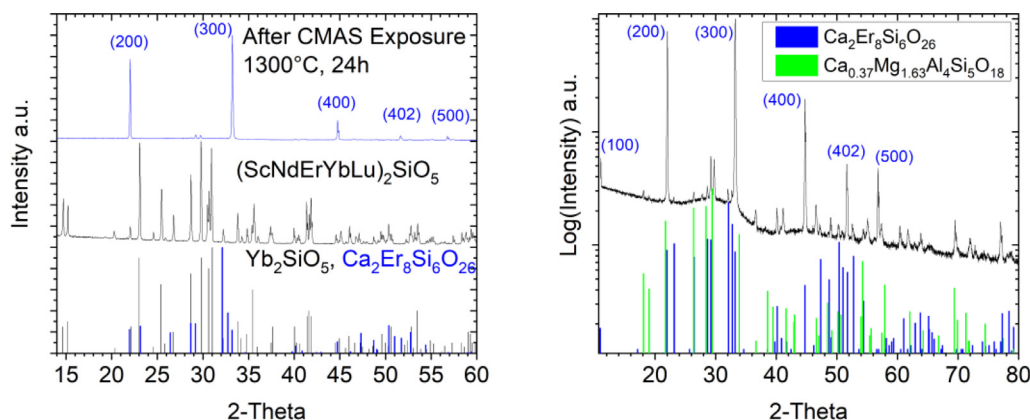 (200)
(300)
After CMAS Exposure
1300°C, 24h
(400)
(402)
(500)
(ScNdErYbLu)₂SiO₅
Yb₂SiO₅, Ca₂Er₈Si₆O₂₆
Intensity a.u.
15 20 25 30 35 40 45 50 55 60
2-Theta
(200)
(300)
Ca₂Er₈Si₆O₂₆
Ca₀.₃₇Mg₁.₆₃Al₄Si₅O₁₈
(400)
(100)
(402)
(500)
Log(Intensity) a.u.
20 30 40 50 60 70 80
2-Theta